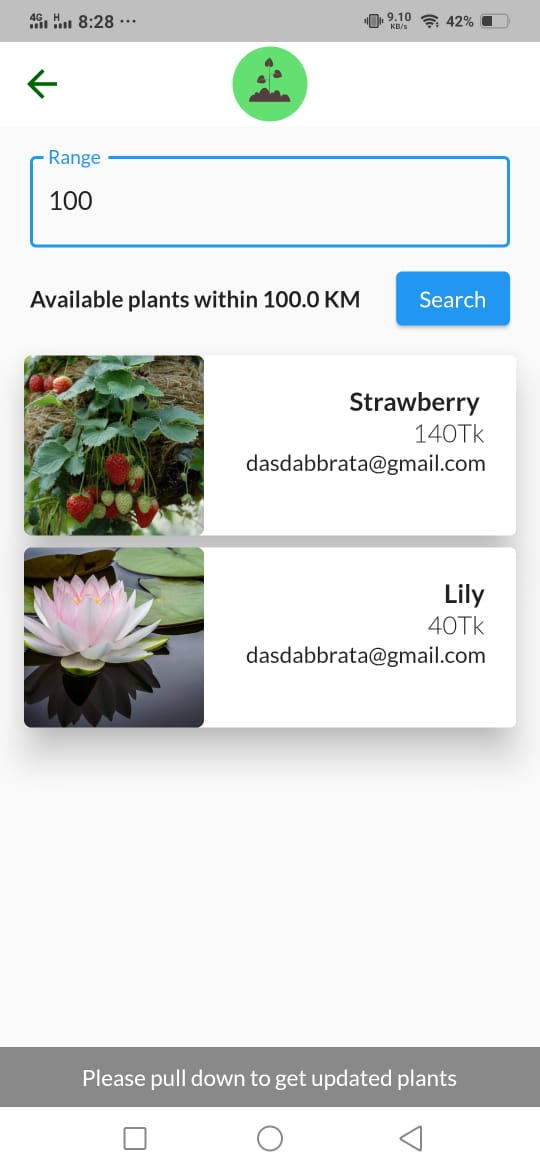 4G H 8:28 ... 9.10 KB/s 42%
Range
100
Available plants within 100.0 KM
Search
Strawberry
140Tk
dasdabbrata@gmail.com
Lily
40Tk
dasdabbrata@gmail.com
Please pull down to get updated plants